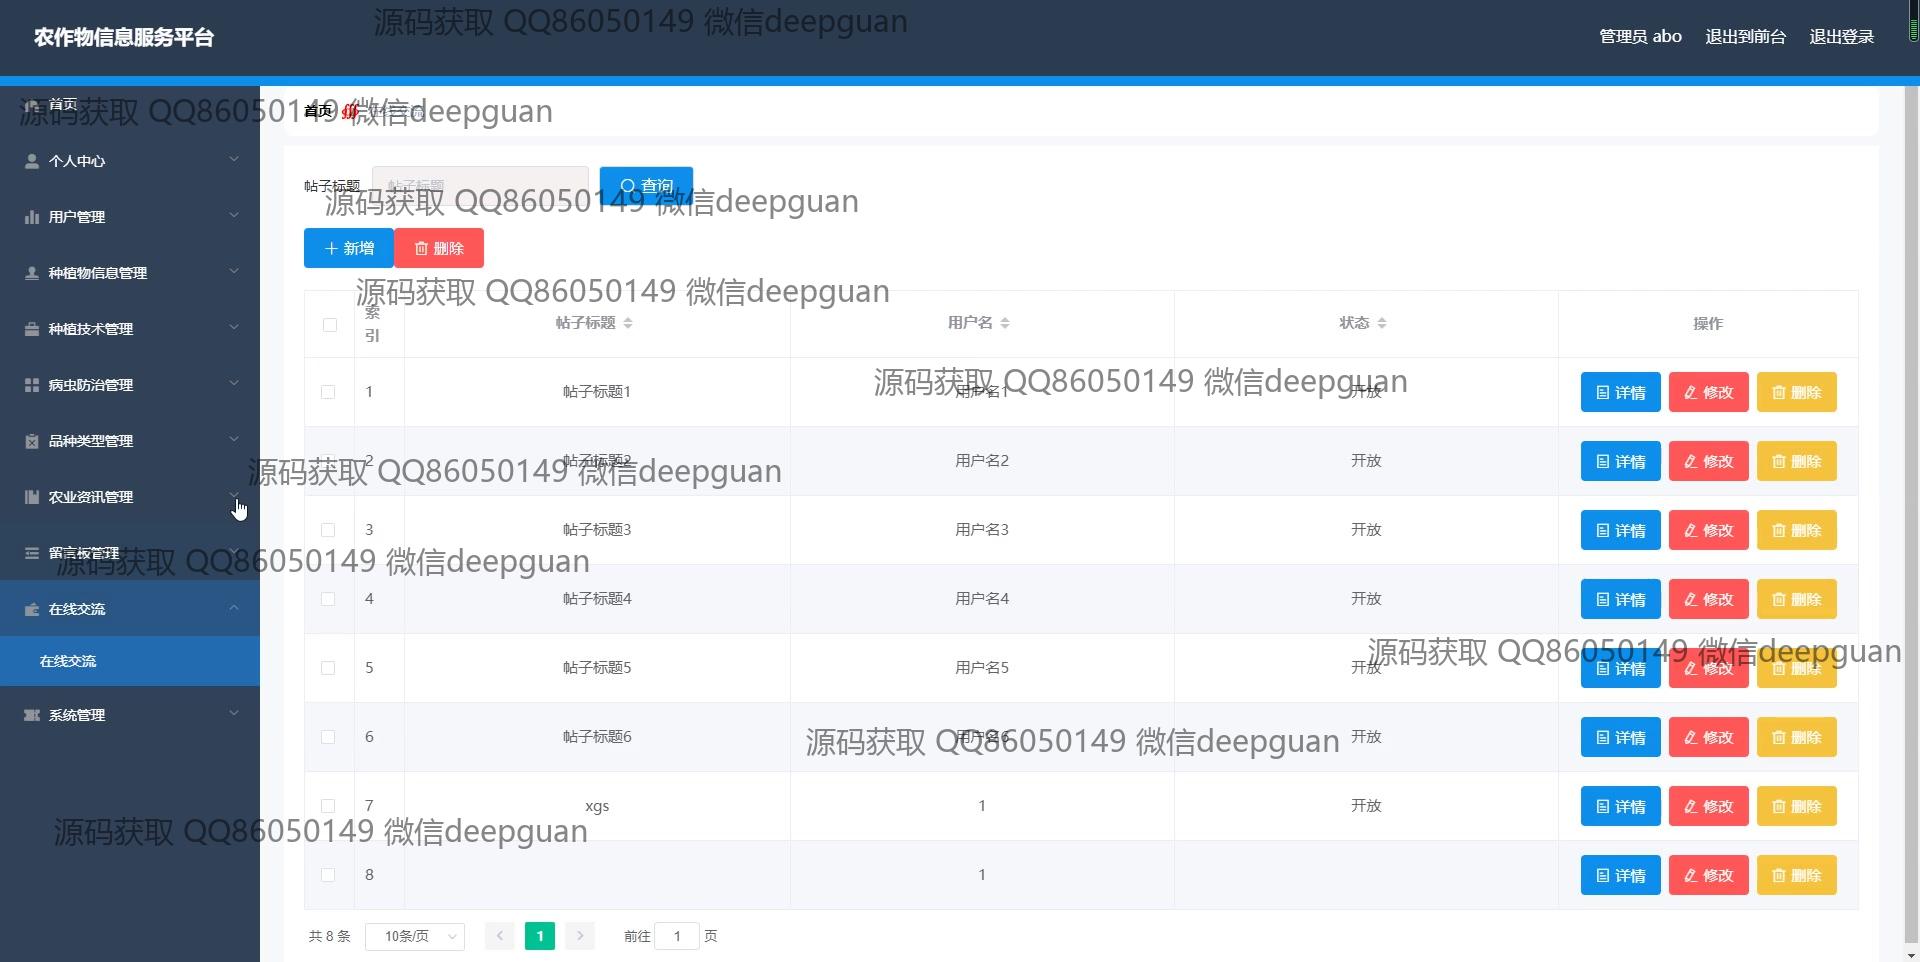 农作物信息服务平台
源码获取 QQ86050149 微信deepguan
管理员 abo 退出到前台 退出登录
首页
源码获取 QQ86050149 微信deepguan
首页 在线交流
个人中心
用户管理
种植物信息管理
种植技术管理
病虫防治管理
品种类型管理
农业资讯管理
留言板管理
在线交流
在线交流
系统管理
帖子标题 帖子标题 查询
源码获取 QQ86050149 微信deepguan
新增 删除
源码获取 QQ86050149 微信deepguan
索引 帖子标题 用户名 状态 操作
源码获取 QQ86050149 微信deepguan
1 帖子标题1 用户名1 开放 详情 修改 删除
2 帖子标题2 用户名2 开放 详情 修改 删除
源码获取 QQ86050149 微信deepguan
3 帖子标题3 用户名3 开放 详情 修改 删除
源码获取 QQ86050149 微信deepguan
4 帖子标题4 用户名4 开放 详情 修改 删除
源码获取 QQ86050149 微信deepguan
5 帖子标题5 用户名5 开放 详情 修改 删除
6 帖子标题6 用户名6 开放 详情 修改 删除
源码获取 QQ86050149 微信deepguan
7 xgs 1 开放 详情 修改 删除
源码获取 QQ86050149 微信deepguan
8 1 详情 修改 删除
共 8 条 10条/页 1 前往 1 页